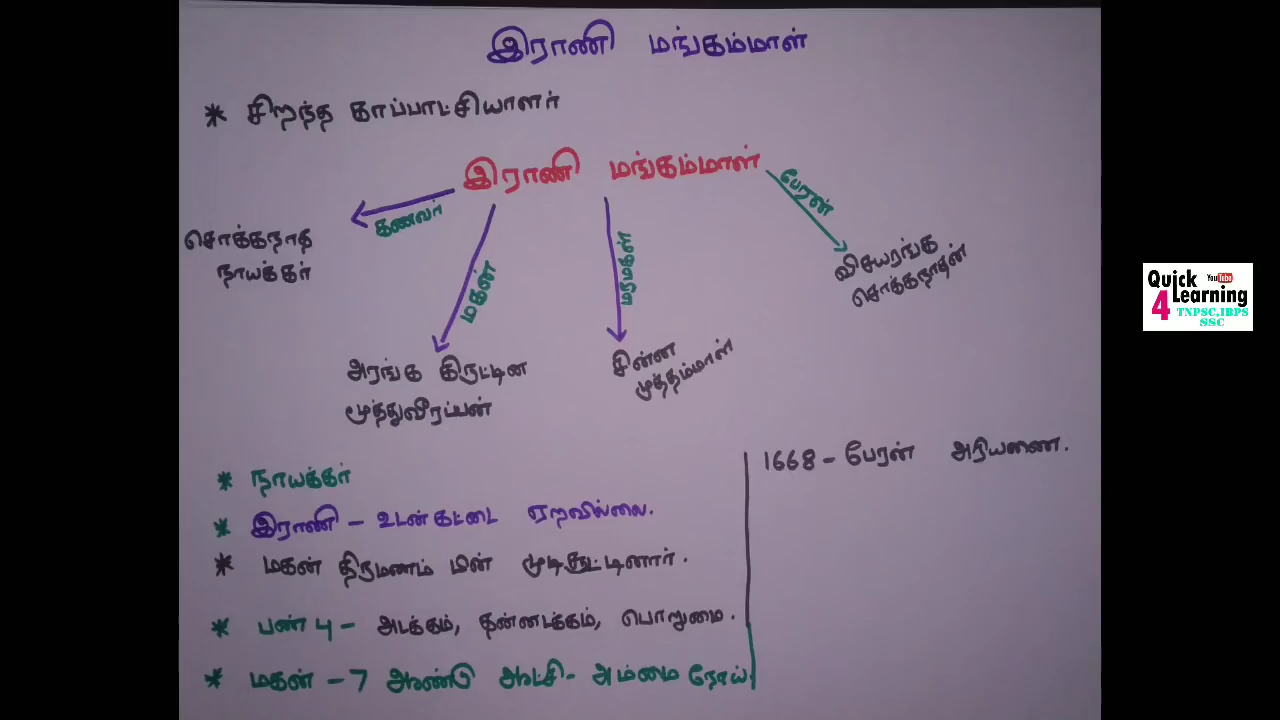 இராணி மங்கம்மாள்
* சிறந்த காப்பாட்சியாளர்
இராணி மங்கம்மாள்
கணவர்
சொக்கநாத
நாயக்கர்
மகன்
அரங்க கிருட்டின
முத்துவீரப்பன்
மருமகள்
சின்ன
முத்தம்மாள்
பேரன்
விசயரங்க
சொக்கநாதன்
* நாயக்கர்
* இராணி - உடன்கட்டை ஏறவில்லை.
* மகன் திருமணம் பின் முடிசூட்டினார்.
* பண்பு - அடக்கம், தன்னடக்கம், பொறுமை.
* மகன் - 7 ஆண்டு ஆட்சி - அம்மை நோய்.
1668 - பேரன் அரியணை.
Quick
YouTube
4 Learning
TNPSC,IBPS
SSC